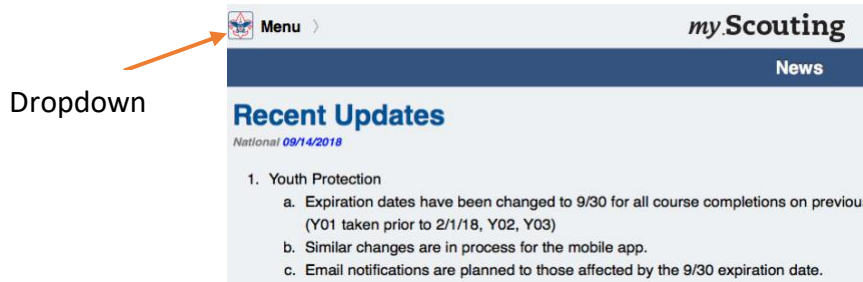 Menu
my.Scouting
News
Dropdown
Recent Updates
National 09/14/2018
1. Youth Protection
a. Expiration dates have been changed to 9/30 for all course completions on
(Y01 taken prior to 2/1/18, Y02, Y03)
b. Similar changes are in process for the mobile app.
c. Email notifications are planned to those affected by the 9/30 expiration date.